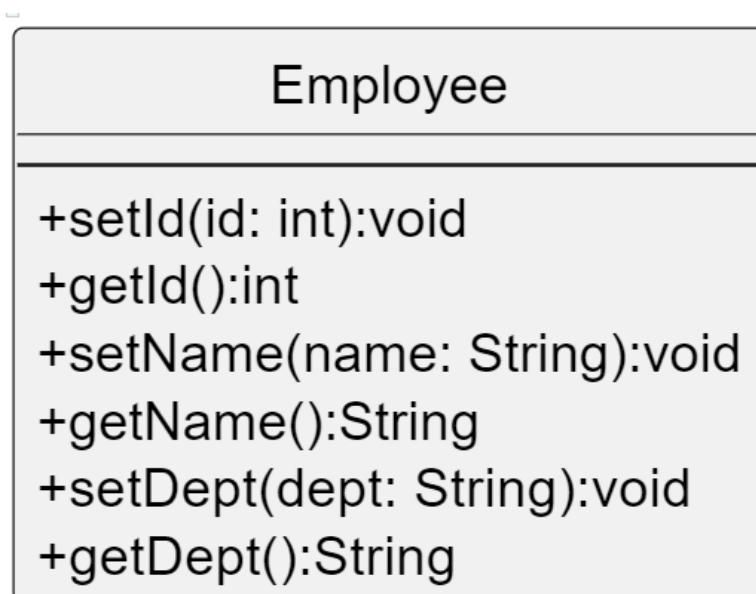 Employee
+setId(id: int):void
+getId():int
+setName(name: String):void
+getName():String
+setDept(dept: String):void
+getDept():String